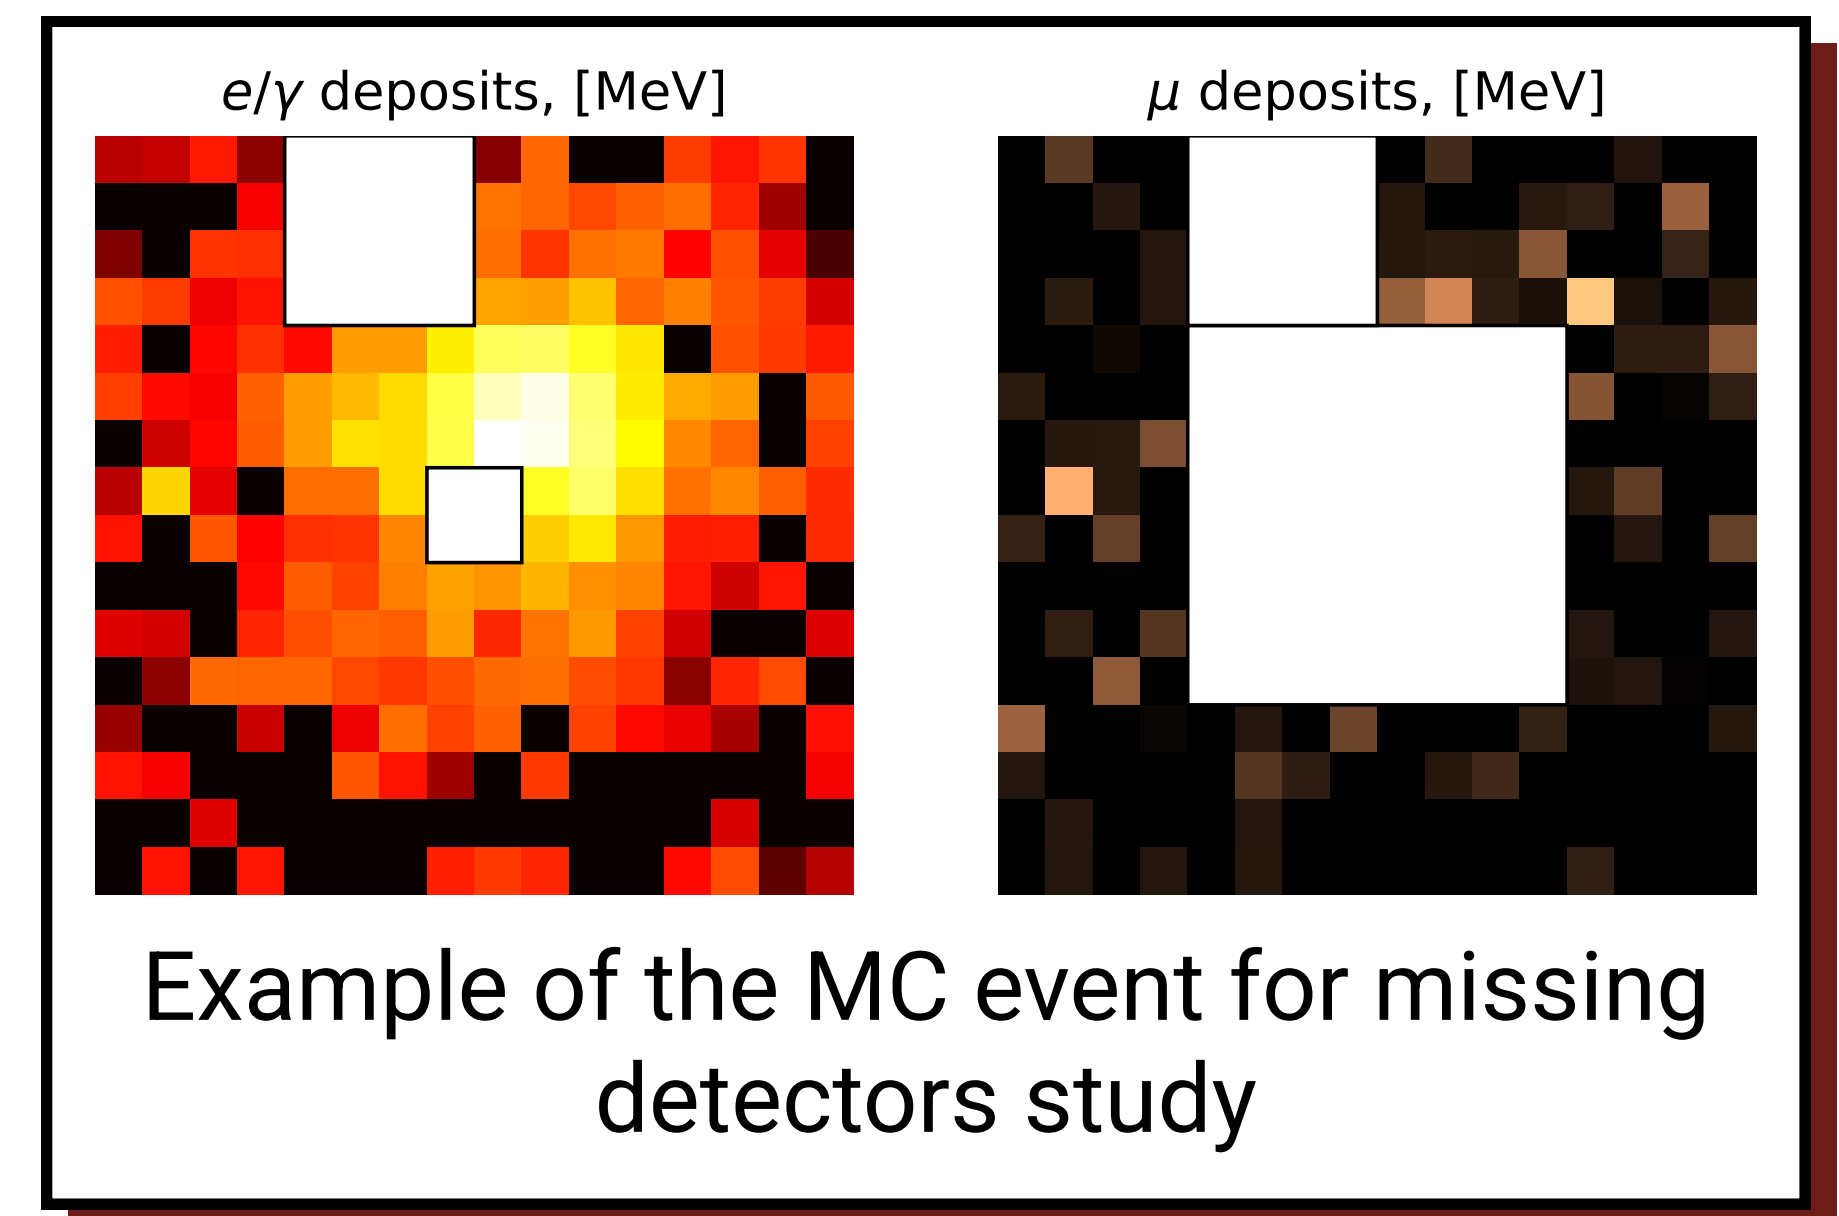 e/γ deposits, [MeV]
μ deposits, [MeV]
Example of the MC event for missing
detectors study